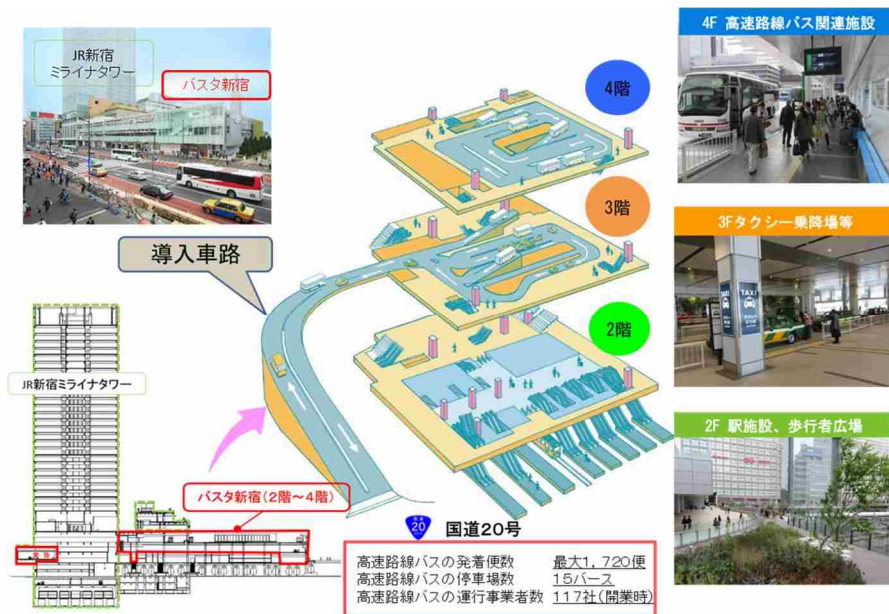 JR新宿
ミライナタワー
バスタ新宿
4F 高速路線バス関連施設
4階
3階
3Fタクシー乗降場等
TAXI
TAXI
導入車路
2階
JR新宿ミライナタワー
2F 駅施設、歩行者広場
バスタ新宿(2階～4階)
20
国道20号
高速路線バスの発着便数 最大1,720便
高速路線バスの停車場数 15バース
高速路線バスの運行事業者数 117社(開業時)